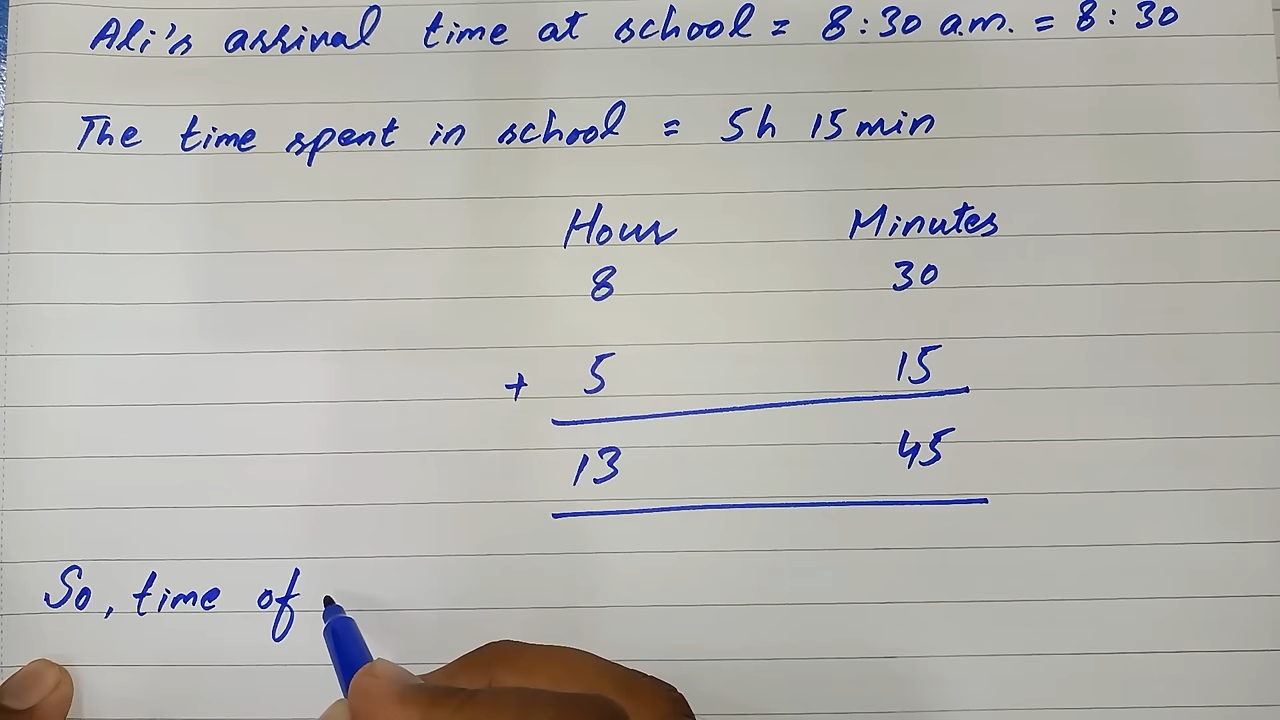 Ali's arrival time at school = 8:30 a.m. = 8:30
The time spent in school = 5h 15min
Hour Minutes
8 30
+ 5 15
13 45
So, time of